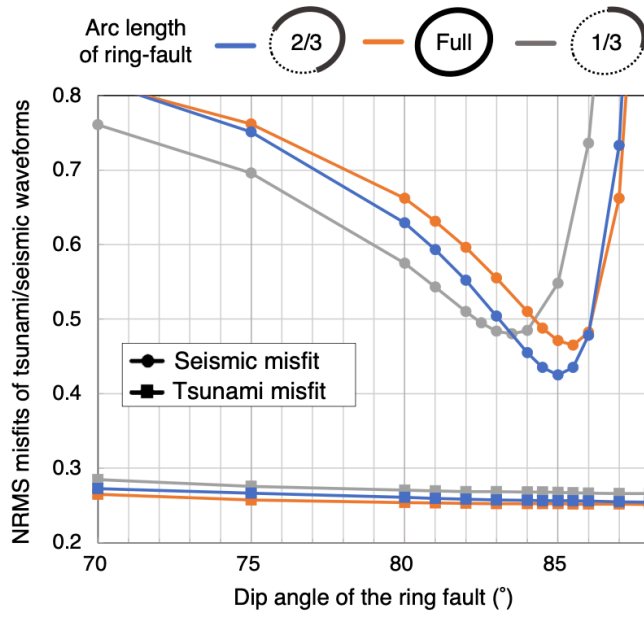 Arc length
of ring-fault
2/3
Full
1/3
NRMS misfits of tsunami/seismic waveforms
0.8
0.7
0.6
0.5
0.4
0.3
0.2
Seismic misfit
Tsunami misfit
70
75
80
85
Dip angle of the ring fault (°)